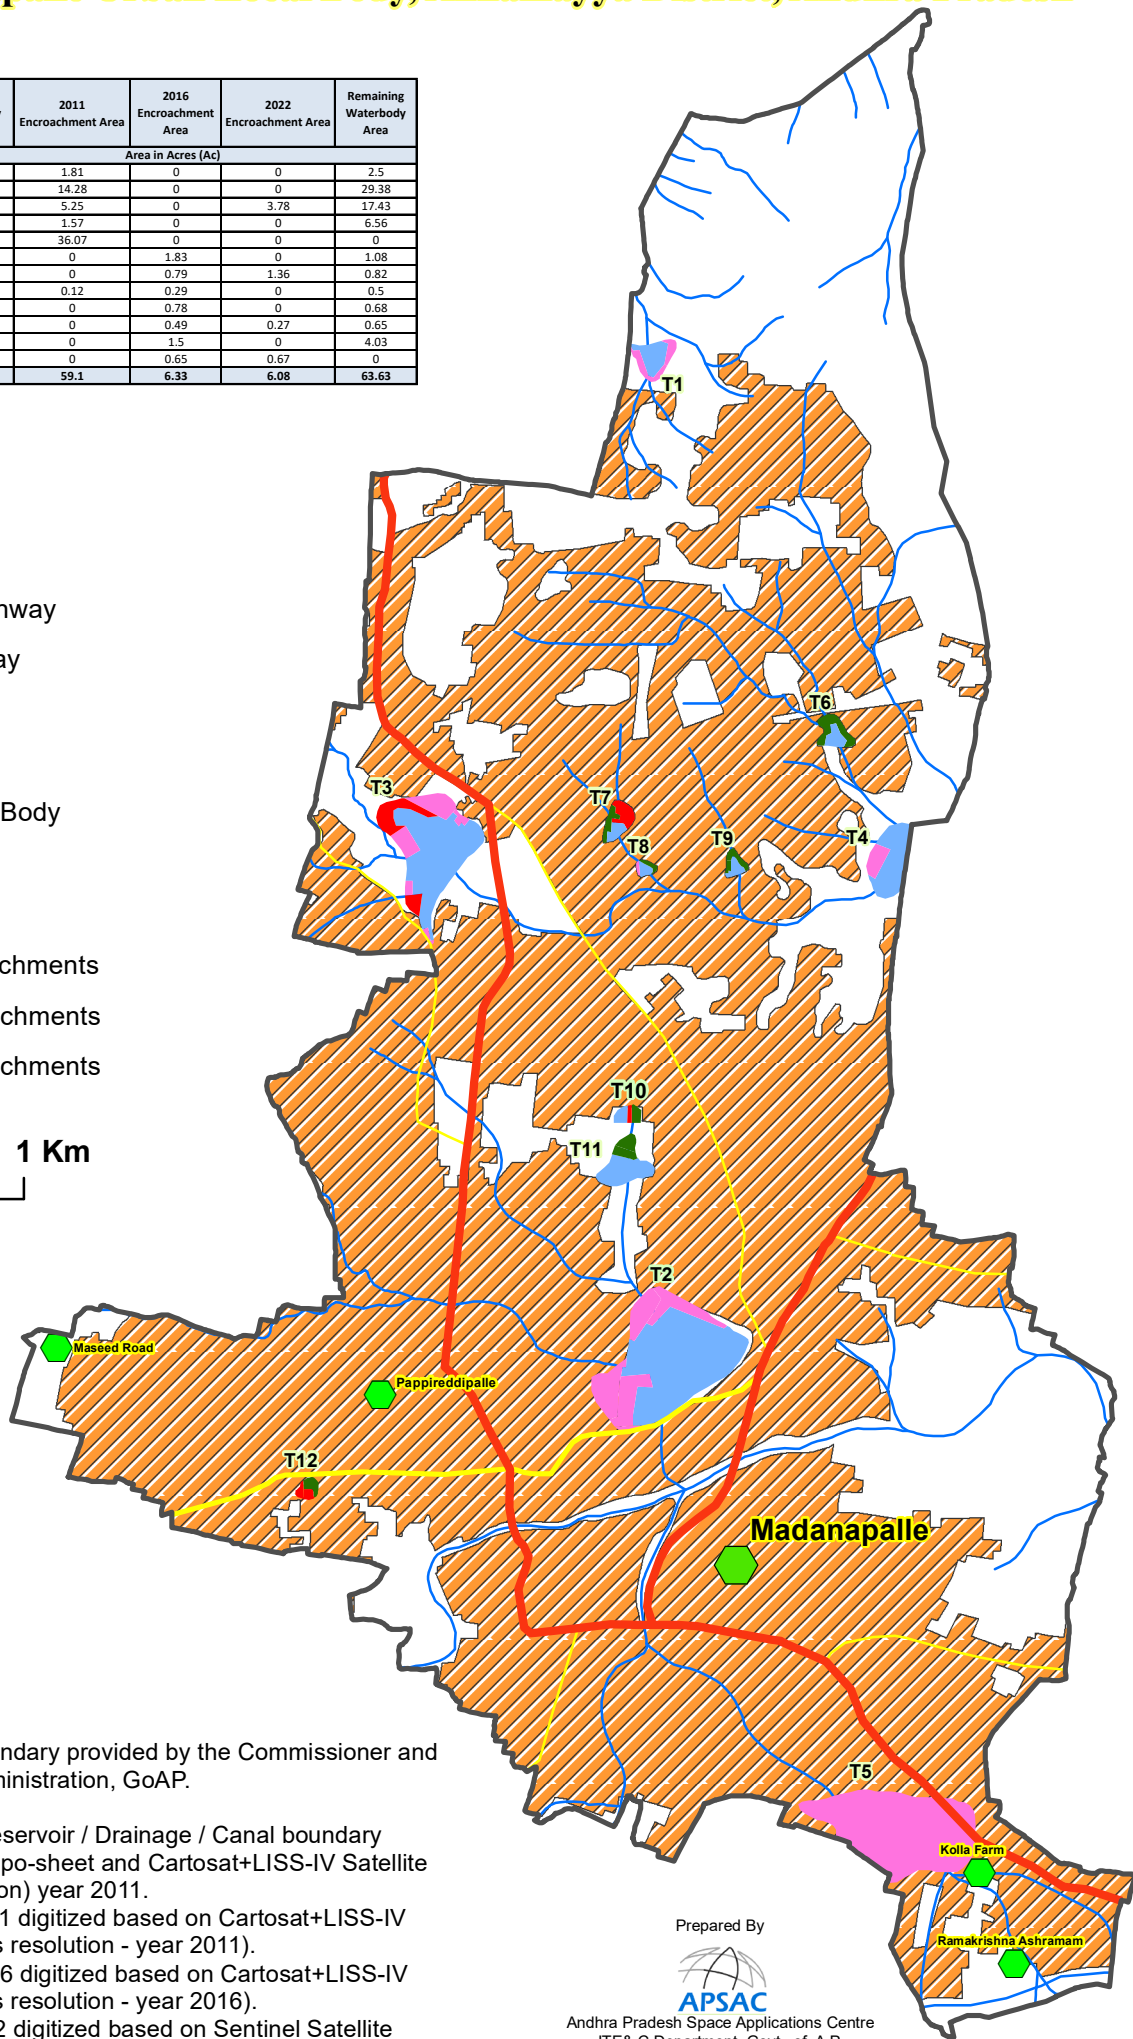 2011 Encroachment Area | 2016 Encroachment Area | 2022 Encroachment Area | Remaining Waterbody Area
Area in Acres (Ac)
1.81 0 0 2.5
14.28 0 0 29.38
5.25 0 3.78 17.43
1.57 0 0 6.56
36.07 0 0 0
0 1.83 0 1.08
0 0.79 1.36 0.82
0.12 0.29 0 0.5
0 0.78 0 0.68
0 0.49 0.27 0.65
0 1.5 0 4.03
0 0.65 0.67 0
59.1 6.33 6.08 63.63
T1
hway
ay
T6
T3
T7
Body
T8
T9
T4
chments
chments
chments
T10
T11
1 Km
T2
Maseed Road
Pappireddipalle
T12
Madanapalle
T5
Kolla Farm
Ramakrishna Ashramam
ndary provided by the Commissioner and
ministration, GoAP.
eservoir / Drainage / Canal boundary
po-sheet and Cartosat+LISS-IV Satellite
on) year 2011.
1 digitized based on Cartosat+LISS-IV
s resolution - year 2011).
6 digitized based on Cartosat+LISS-IV
s resolution - year 2016).
2 digitized based on Sentinel Satellite
Prepared By
APSAC
Andhra Pradesh Space Applications Centre
ITE& C Department, Govt. of A.P